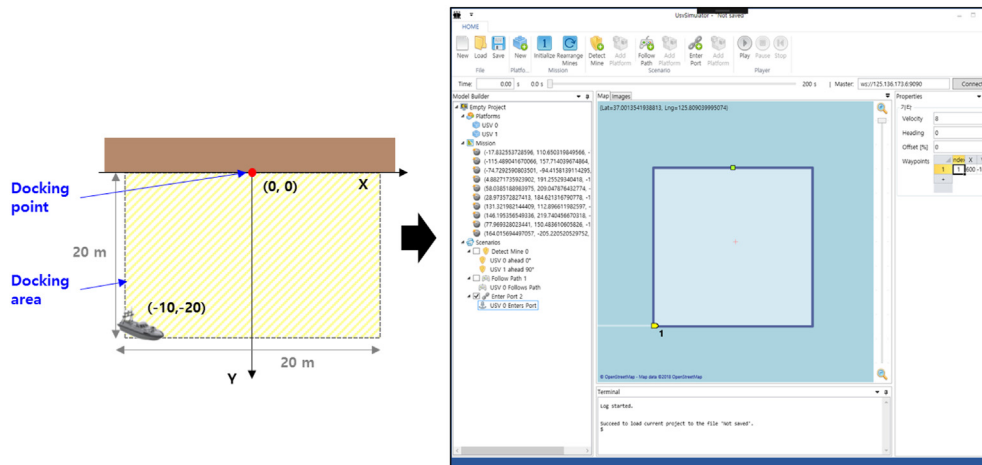 Docking
point
(0, 0)
X
20 m
Docking
area
(-10,-20)
20 m
Y
UsvSimulator - Not saved
HOME
New
Load
Save
New
Initialize
Rearrange
Mines
Detect
Mine
Add
Platform
Follow
Path
Add
Platform
Enter
Port
Add
Platform
Play
Pause
Stop
File
Platfo...
Mission
Scenario
Player
Time:
0.00
s
0.0 s
200 s
Master:
ws://125.136.173.6:9090
Connect
Model Builder
Map
Images
Properties
Empty Project
Platforms
USV 0
USV 1
Mission
(-17.832553728596, 110.650319849566, -
(-115.489041670066, 157.714039674864,
(-74.7292590803501, -94.4158139114295,
(4.88271735923902, 191.25529340418, -
(58.0385168983975, 209.047876432774, -
(28.973572827413, 184.621316790778, -
(131.321982144409, 112.896611982597, -
(146.195356549336, 219.740456670318, -
(77.969328023441, 150.483610605826, -
(164.015694497057, -205.220520529752,
Scenarios
Detect Mine 0
USV 0 ahead 0°
USV 1 ahead 90°
Follow Path 1
USV 0 Follows Path
Enter Port 2
USV 0 Enters Port
(Lat=37.0013541938813, Lng=125.809039995074)
1
© OpenStreetMap - Map data ©2018 OpenStreetMap
기타
Velocity
8
Heading
0
Offset [%]
0
Waypoints
ndex
X
1
1
600
Terminal
Log started.
Succeed to load current project to the file 'Not saved'.
$